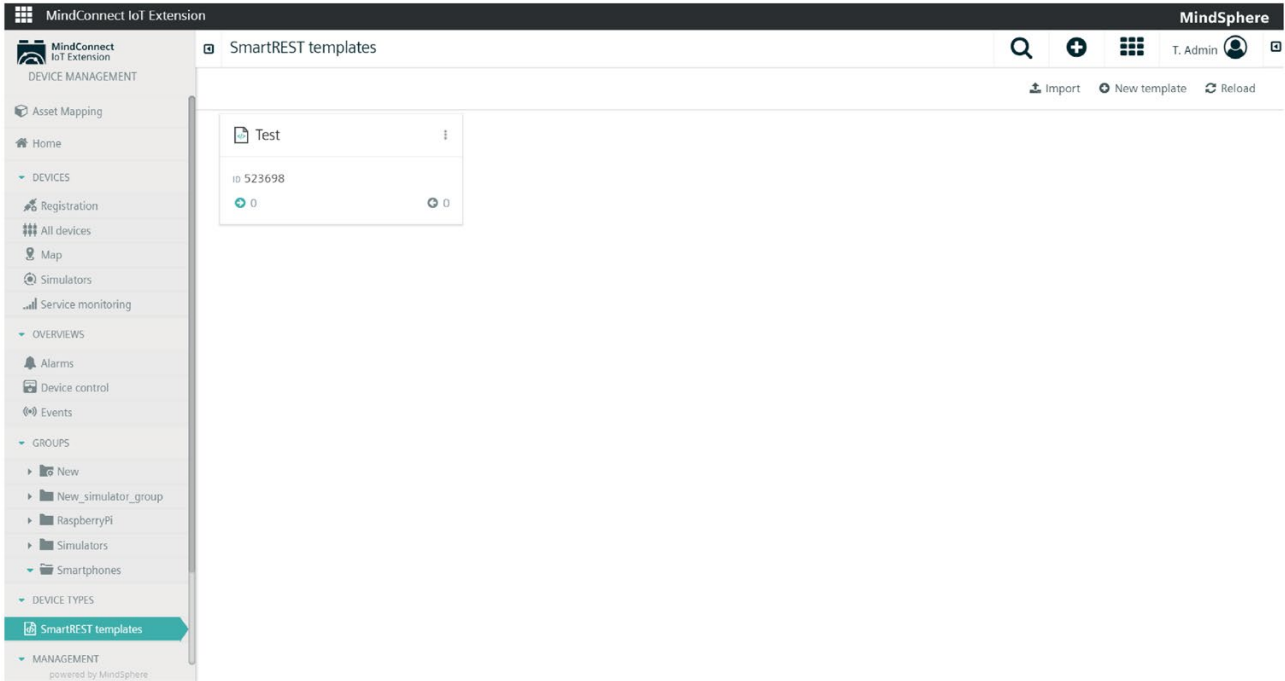 MindConnect IoT Extension
MindSphere
MindConnect
IoT Extension
DEVICE MANAGEMENT
SmartREST templates
T. Admin
Import
New template
Reload
Asset Mapping
Home
DEVICES
Registration
All devices
Map
Simulators
Service monitoring
OVERVIEWS
Alarms
Device control
Events
GROUPS
New
New_simulator_group
RaspberryPi
Simulators
Smartphones
DEVICE TYPES
SmartREST templates
MANAGEMENT
powered by MindSphere
Test
ID 523698
0
0